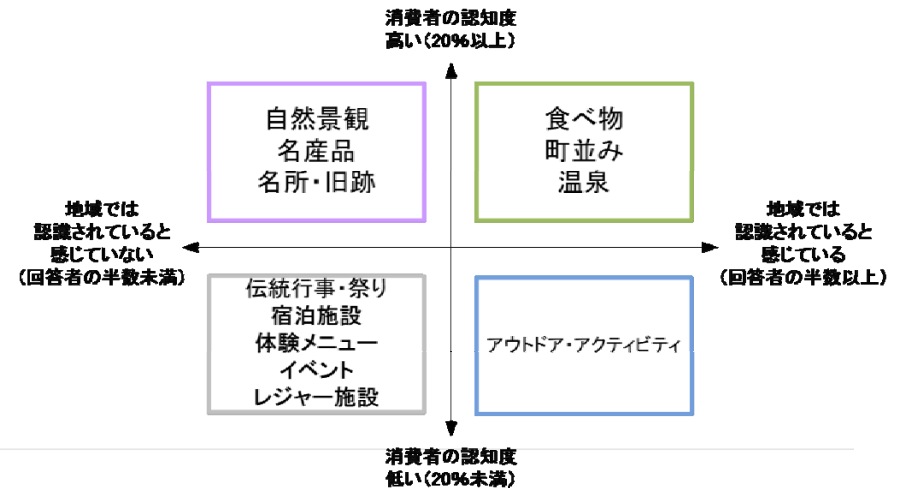 消費者の認知度
高い（20％以上）
自然景観
名産品
名所・旧跡
食べ物
町並み
温泉
地域では
認識されていると
感じていない
（回答者の半数未満）
地域では
認識されていると
感じている
（回答者の半数以上）
伝統行事・祭り
宿泊施設
体験メニュー
イベント
レジャー施設
アウトドア・アクティビティ
消費者の認知度
低い（20％未満）